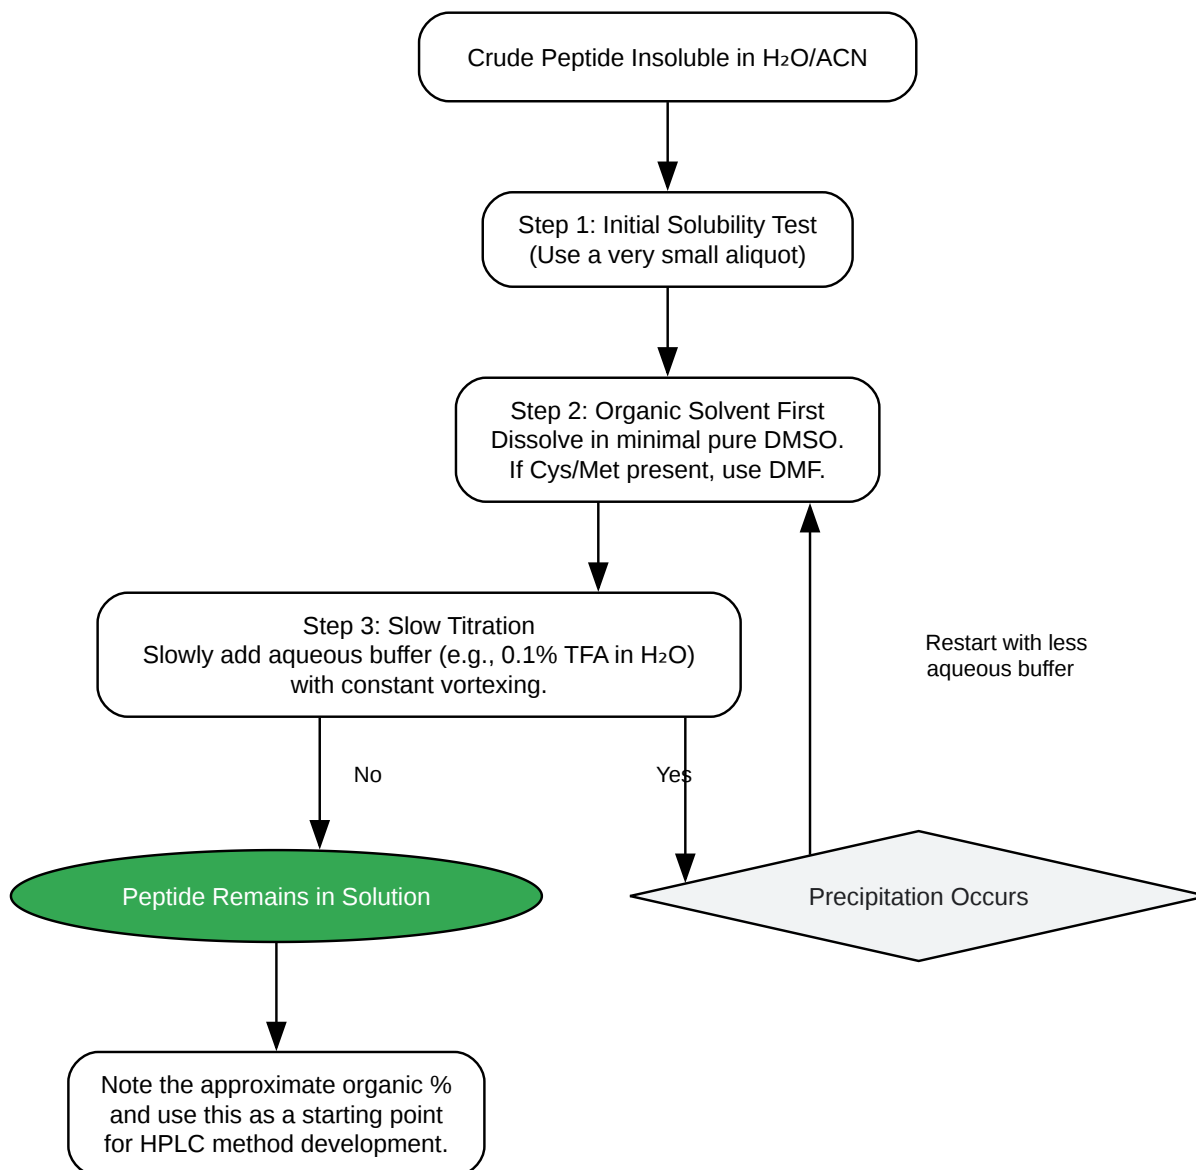 Crude Peptide Insoluble in H₂O/ACN
Step 1: Initial Solubility Test
(Use a very small aliquot)
Step 2: Organic Solvent First
Dissolve in minimal pure DMSO.
If Cys/Met present, use DMF.
Step 3: Slow Titration
Slowly add aqueous buffer (e.g., 0.1% TFA in H₂O)
with constant vortexing.
Restart with less
aqueous buffer
No
Yes
Peptide Remains in Solution
Precipitation Occurs
Note the approximate organic %
and use this as a starting point
for HPLC method development.